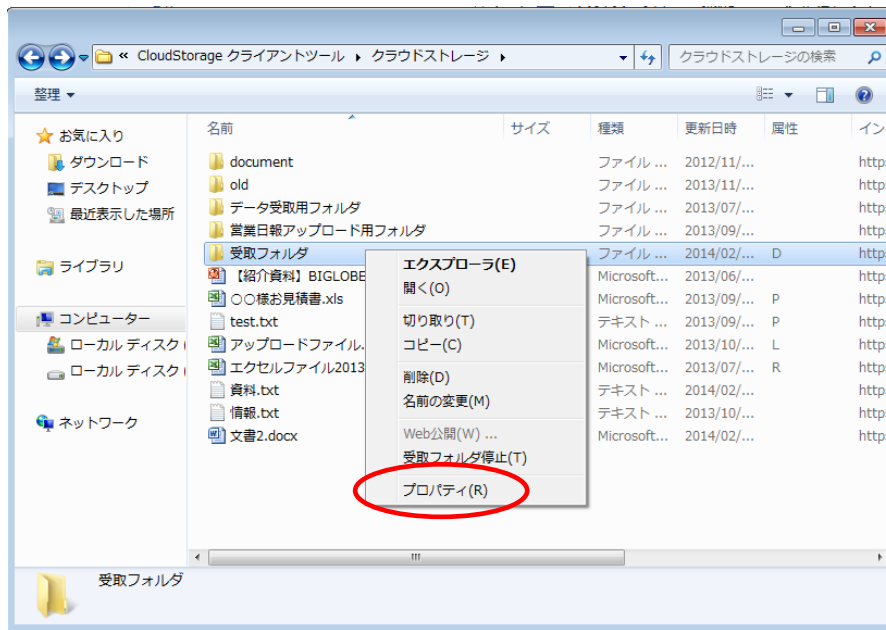 « CloudStorage クライアントツール ▸ クラウドストレージ ▸
クラウドストレージの検索
整理 ▼
名前 サイズ 種類 更新日時 属性 イン
お気に入り
ダウンロード
デスクトップ
最近表示した場所
ライブラリ
コンピューター
ローカル ディスク (
ローカル ディスク (
ネットワーク
document ファイル ... 2012/11/... http
old ファイル ... 2013/11/... http
データ受取用フォルダ ファイル ... 2013/07/... http
営業日報アップロード用フォルダ ファイル ... 2013/09/... http
受取フォルダ ファイル ... 2014/02/... D http
【紹介資料】BIGLOBE Microsoft... 2013/06/... http
○○様お見積書.xls Microsoft... 2013/09/... P http
test.txt テキスト ... 2013/09/... P http
アップロードファイル. Microsoft... 2013/10/... L http
エクセルファイル2013 Microsoft... 2013/07/... R http
資料.txt テキスト ... 2014/02/... http
情報.txt テキスト ... 2013/10/... http
文書2.docx Microsoft... 2014/02/... http
エクスプローラ(E)
開く(O)
切り取り(T)
コピー(C)
削除(D)
名前の変更(M)
Web公開(W) ...
受取フォルダ停止(T)
プロパティ(R)
受取フォルダ